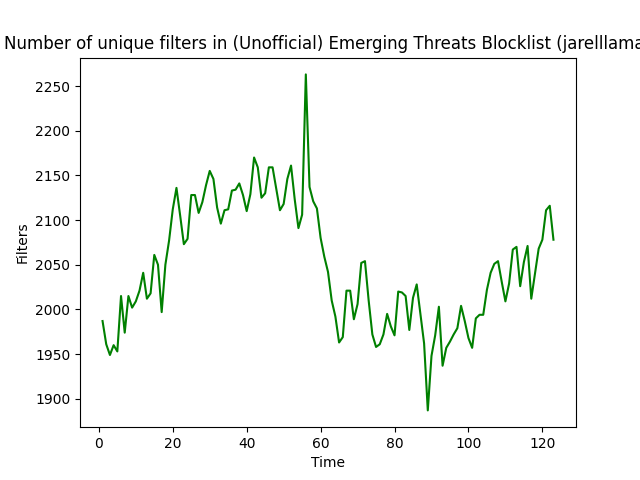 Number of unique filters in (Unofficial) Emerging Threats Blocklist (jarelllama
2250
2200
2150
2100
2050
2000
1950
1900
Filters
0 20 40 60 80 100 120
Time